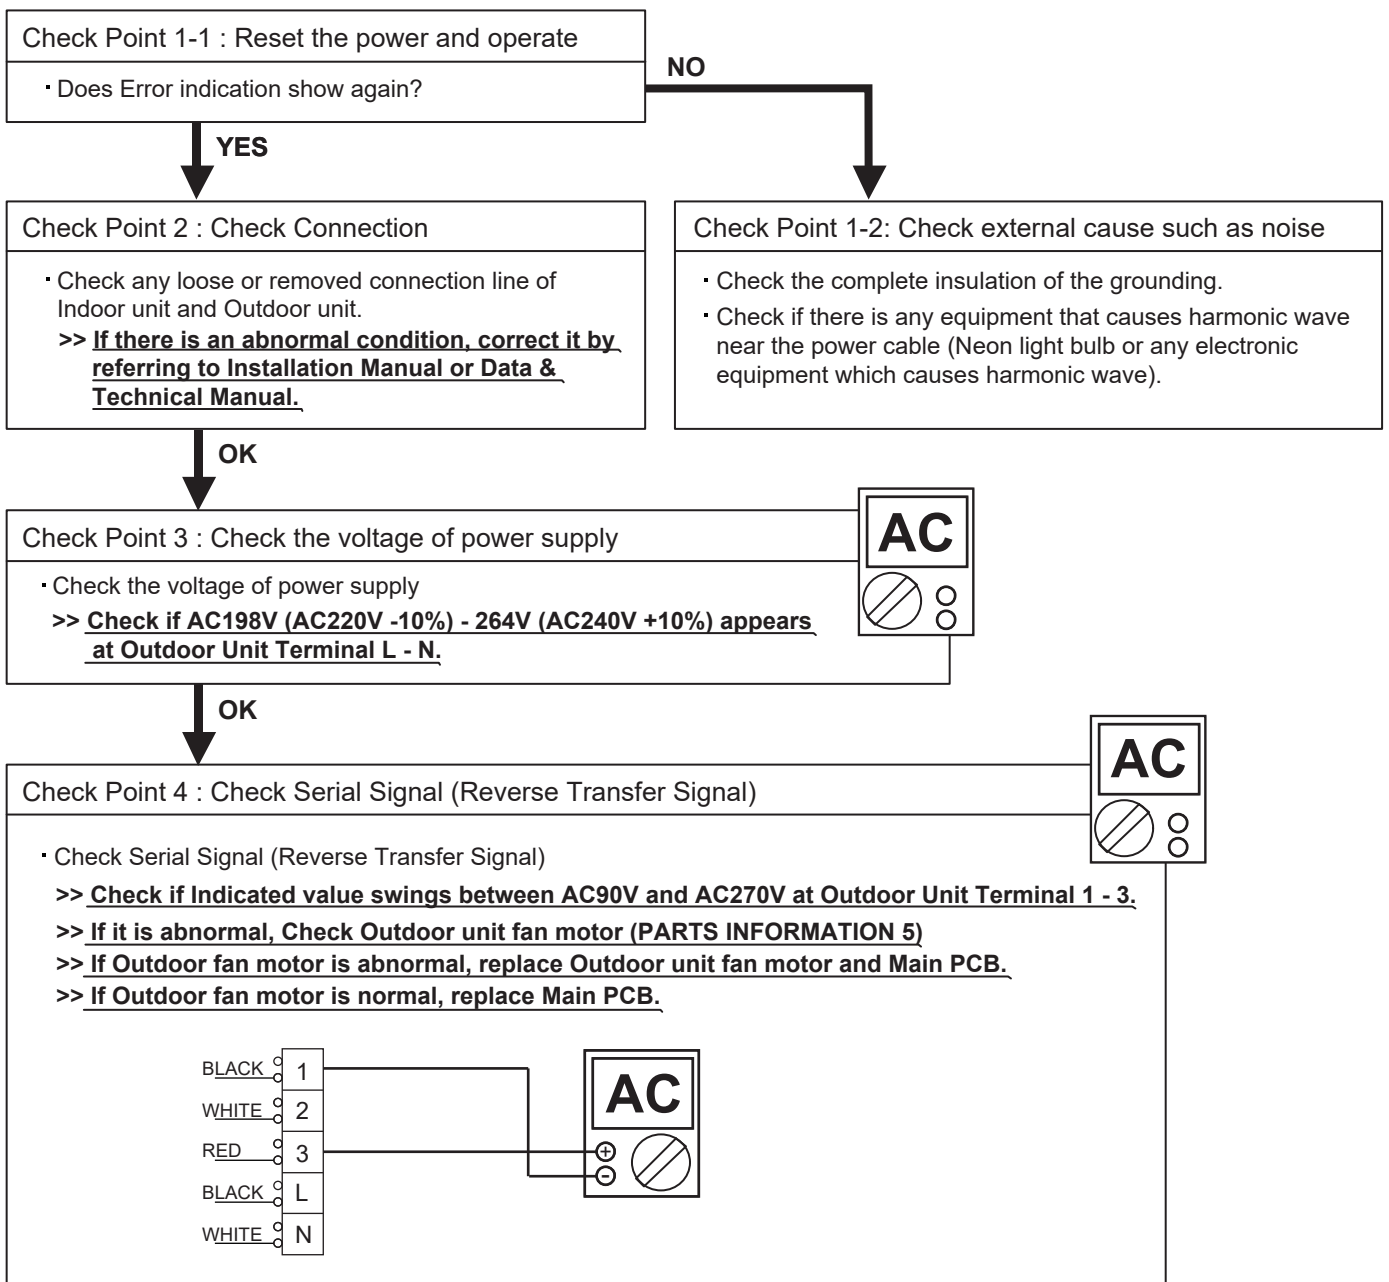 Check Point 1-1 : Reset the power and operate
· Does Error indication show again?
NO
YES
Check Point 2 : Check Connection
· Check any loose or removed connection line of
Indoor unit and Outdoor unit.
>> If there is an abnormal condition, correct it by
referring to Installation Manual or Data &
Technical Manual.
Check Point 1-2: Check external cause such as noise
· Check the complete insulation of the grounding.
· Check if there is any equipment that causes harmonic wave
near the power cable (Neon light bulb or any electronic
equipment which causes harmonic wave).
OK
Check Point 3 : Check the voltage of power supply
AC
· Check the voltage of power supply
>> Check if AC198V (AC220V -10%) - 264V (AC240V +10%) appears
at Outdoor Unit Terminal L - N.
OK
Check Point 4 : Check Serial Signal (Reverse Transfer Signal)
AC
· Check Serial Signal (Reverse Transfer Signal)
>> Check if Indicated value swings between AC90V and AC270V at Outdoor Unit Terminal 1 - 3.
>> If it is abnormal, Check Outdoor unit fan motor (PARTS INFORMATION 5)
>> If Outdoor fan motor is abnormal, replace Outdoor unit fan motor and Main PCB.
>> If Outdoor fan motor is normal, replace Main PCB.
BLACK 1
WHITE 2
RED 3
BLACK L
WHITE N
AC
+
-